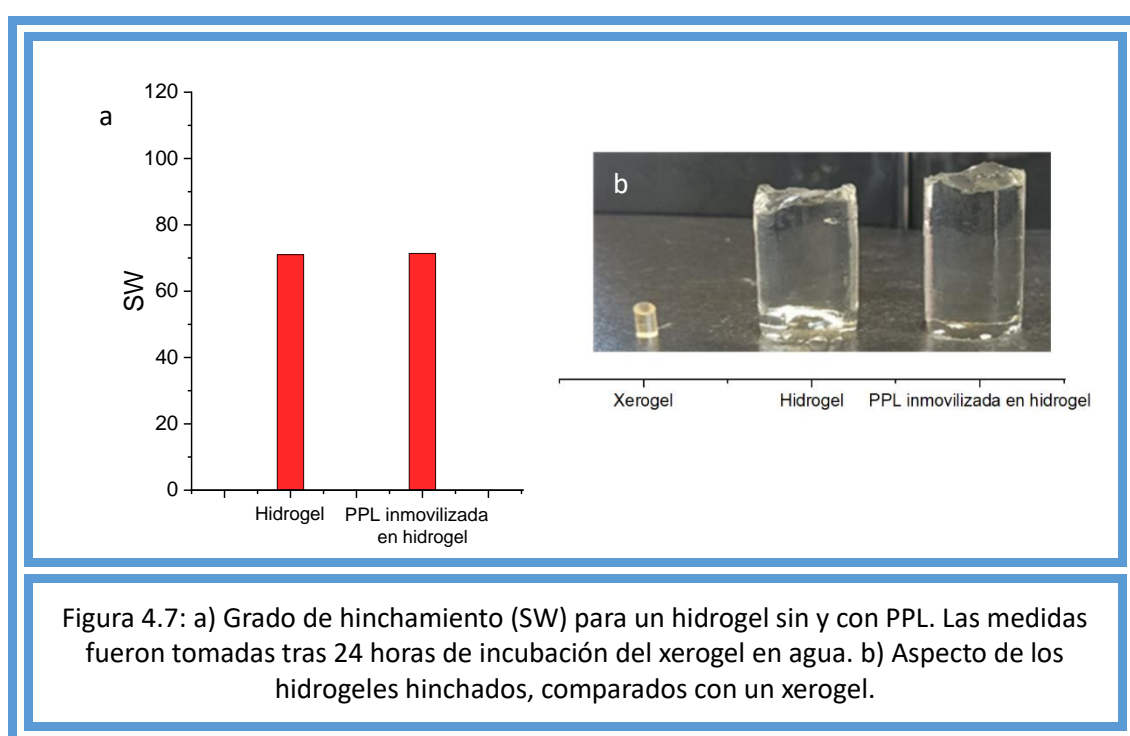 a
120
100
80
60
40
20
0
SW
Hidrogel
PPL inmovilizada
en hidrogel
b
Xerogel
Hidrogel
PPL inmovilizada en hidrogel
Figura 4.7: a) Grado de hinchamiento (SW) para un hidrogel sin y con PPL. Las medidas
fueron tomadas tras 24 horas de incubación del xerogel en agua. b) Aspecto de los
hidrogeles hinchados, comparados con un xerogel.